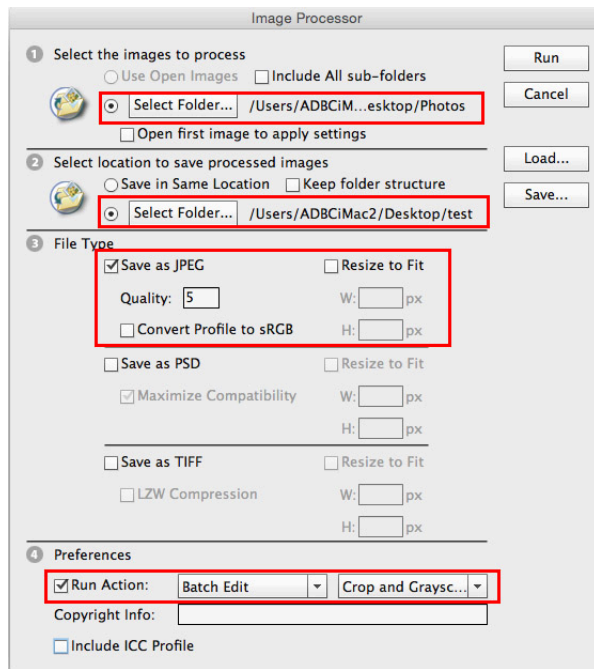 Image Processor
1 Select the images to process
Use Open Images Include All sub-folders
Select Folder... /Users/ADBCiM...esktop/Photos
Open first image to apply settings
Run
Cancel
2 Select location to save processed images
Save in Same Location Keep folder structure
Select Folder... /Users/ADBCiMac2/Desktop/test
Load...
Save...
3 File Type
Save as JPEG Resize to Fit
Quality: 5 W: px
Convert Profile to sRGB H: px
Save as PSD Resize to Fit
Maximize Compatibility W: px
H: px
Save as TIFF Resize to Fit
LZW Compression W: px
H: px
4 Preferences
Run Action: Batch Edit Crop and Graysc...
Copyright Info:
Include ICC Profile